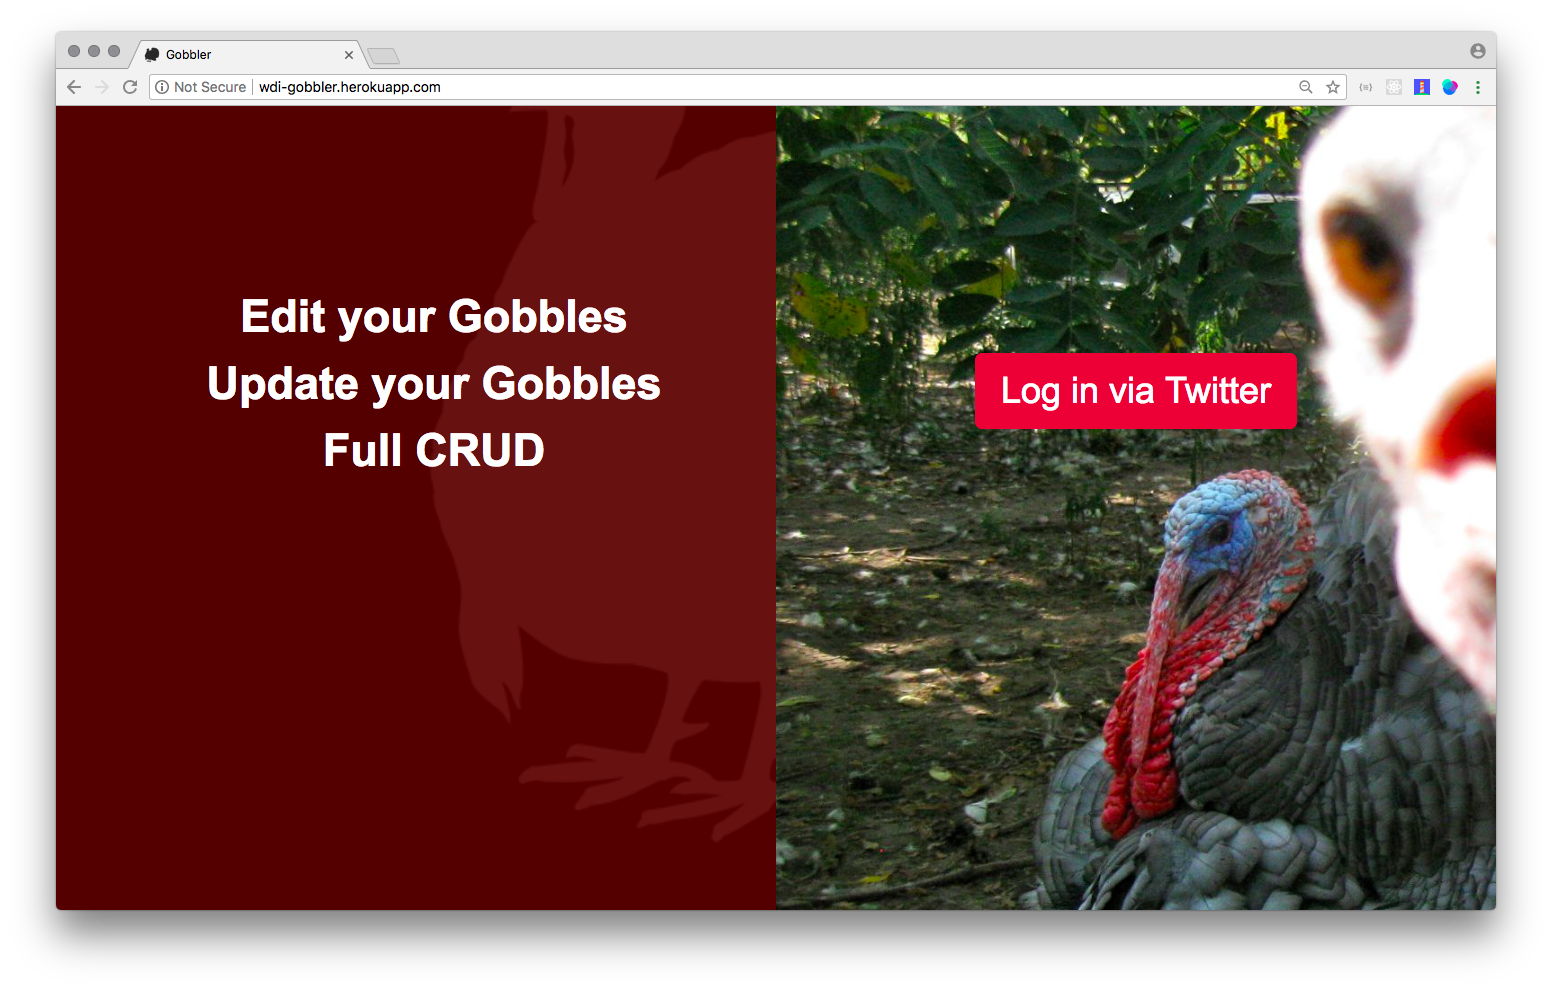 Gobbler
Not Secure wdi-gobbler.herokuapp.com
Edit your Gobbles
Update your Gobbles
Full CRUD
Log in via Twitter